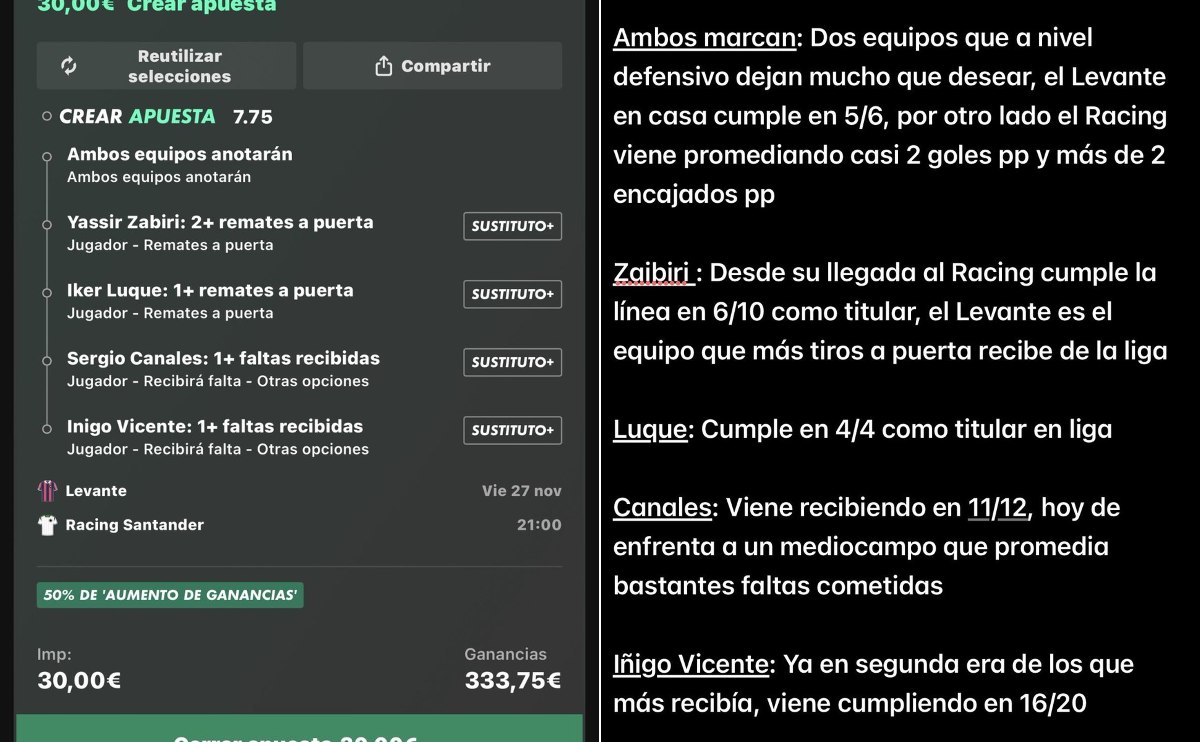 30,00€ Crear apuesta
Reutilizar
selecciones
Compartir
CREAR APUESTA 7.75
Ambos equipos anotarán
Ambos equipos anotarán
Yassir Zabiri: 2+ remates a puerta
SUSTITUTO+
Jugador - Remates a puerta
Iker Luque: 1+ remates a puerta
SUSTITUTO+
Jugador - Remates a puerta
Sergio Canales: 1+ faltas recibidas
SUSTITUTO+
Jugador - Recibirá falta - Otras opciones
Inigo Vicente: 1+ faltas recibidas
SUSTITUTO+
Jugador - Recibirá falta - Otras opciones
Levante
Vie 27 nov
Racing Santander
21:00
50% DE 'AUMENTO DE GANANCIAS'
Imp:
Ganancias
30,00€
333,75€
Cerrar apuesta 30,00€
Ambos marcan: Dos equipos que a nivel
defensivo dejan mucho que desear, el Levante
en casa cumple en 5/6, por otro lado el Racing
viene promediando casi 2 goles pp y más de 2
encajados pp
Zaibiri : Desde su llegada al Racing cumple la
línea en 6/10 como titular, el Levante es el
equipo que más tiros a puerta recibe de la liga
Luque: Cumple en 4/4 como titular en liga
Canales: Viene recibiendo en 11/12, hoy de
enfrenta a un mediocampo que promedia
bastantes faltas cometidas
Iñigo Vicente: Ya en segunda era de los que
más recibía, viene cumpliendo en 16/20